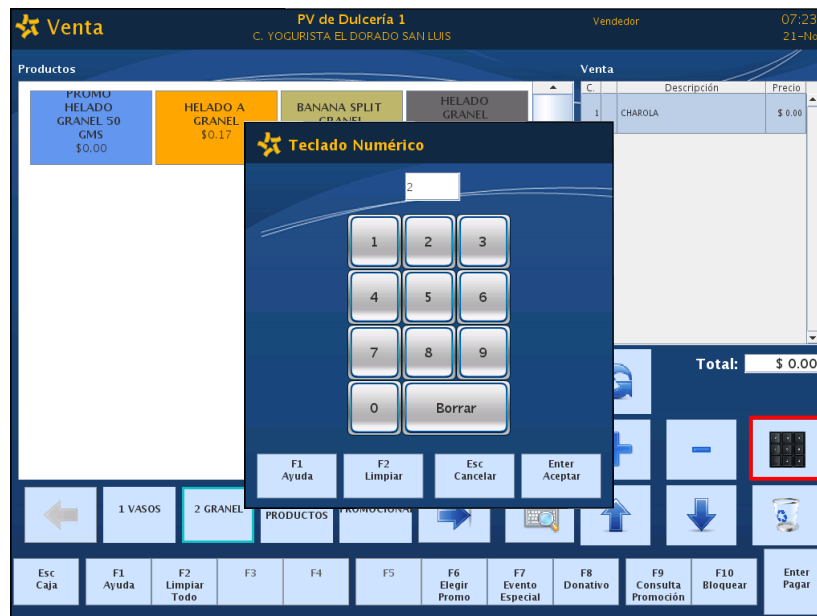 Venta
PV de Dulcería 1
C. YOGURISTA EL DORADO SAN LUIS
Vendedor
07:23
21-No
Productos
Venta
PROMO
HELADO
GRANEL 50
GMS
$0.00
HELADO A
GRANEL
$0.17
BANANA SPLIT
GRANEL
HELADO
GRANEL
C.
Descripción
Precio
1
CHAROLA
$ 0.00
Teclado Numérico
2
1
2
3
4
5
6
7
8
9
0
Borrar
F1
Ayuda
F2
Limpiar
Esc
Cancelar
Enter
Aceptar
Total:
$ 0.00
1 VASOS
2 GRANEL
PRODUCTOS
PROMOCIONAL
Esc
Caja
F1
Ayuda
F2
Limpiar
Todo
F3
F4
F5
F6
Elegir
Promo
F7
Evento
Especial
F8
Donativo
F9
Consulta
Promoción
F10
Bloquear
Enter
Pagar